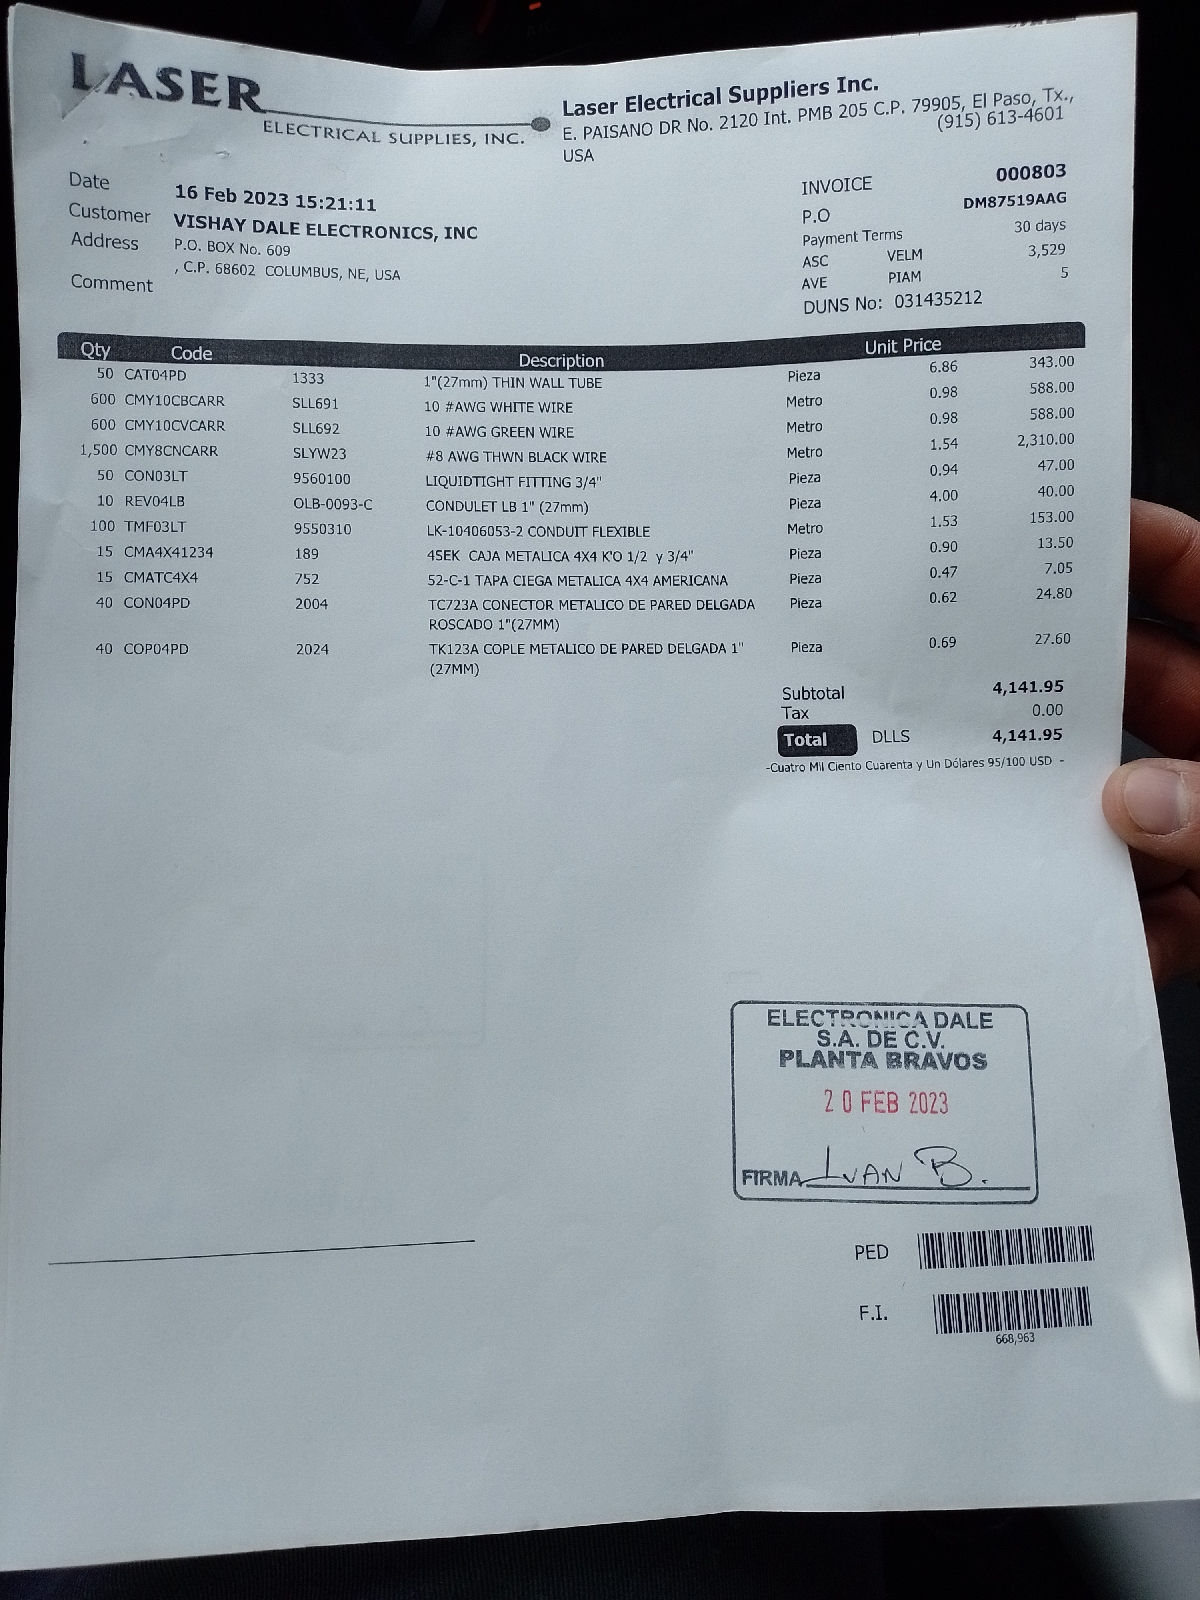 LASER
ELECTRICAL SUPPLIES, INC.
Laser Electrical Suppliers Inc.
E. PAISANO DR No. 2120 Int. PMB 205 C.P. 79905, El Paso, Tx.,
(915) 613-4601
USA
Date 16 Feb 2023 15:21:11
Customer VISHAY DALE ELECTRONICS, INC
Address P.O. BOX No. 609
, C.P. 68602 COLUMBUS, NE, USA
Comment
INVOICE 000803
P.O DM87519AAG
Payment Terms 30 days
ASC VELM 3,529
AVE PIAM 5
DUNS No: 031435212
Qty Code Description Unit Price
50 CAT04PD 1333 1"(27mm) THIN WALL TUBE Pieza 6.86 343.00
600 CMY10CBCARR SLL691 10 #AWG WHITE WIRE Metro 0.98 588.00
600 CMY10CVCARR SLL692 10 #AWG GREEN WIRE Metro 0.98 588.00
1,500 CMY8CNCARR SLYW23 #8 AWG THWN BLACK WIRE Metro 1.54 2,310.00
50 CON03LT 9560100 LIQUIDTIGHT FITTING 3/4" Pieza 0.94 47.00
10 REV04LB OLB-0093-C CONDULET LB 1" (27mm) Pieza 4.00 40.00
100 TMF03LT 9550310 LK-10406053-2 CONDUIT FLEXIBLE Metro 1.53 153.00
15 CMA4X41234 189 4SEK CAJA METALICA 4X4 K'O 1/2 y 3/4" Pieza 0.90 13.50
15 CMATC4X4 752 52-C-1 TAPA CIEGA METALICA 4X4 AMERICANA Pieza 0.47 7.05
40 CON04PD 2004 TC723A CONECTOR METALICO DE PARED DELGADA Pieza 0.62 24.80
ROSCADO 1"(27MM)
40 COP04PD 2024 TK123A COPLE METALICO DE PARED DELGADA 1" Pieza 0.69 27.60
(27MM)
Subtotal 4,141.95
Tax 0.00
Total DLLS 4,141.95
-Cuatro Mil Ciento Cuarenta y Un Dólares 95/100 USD -
ELECTRONICA DALE
S.A. DE C.V.
PLANTA BRAVOS
20 FEB 2023
FIRMA IVAN B.
PED
F.I.
668,963